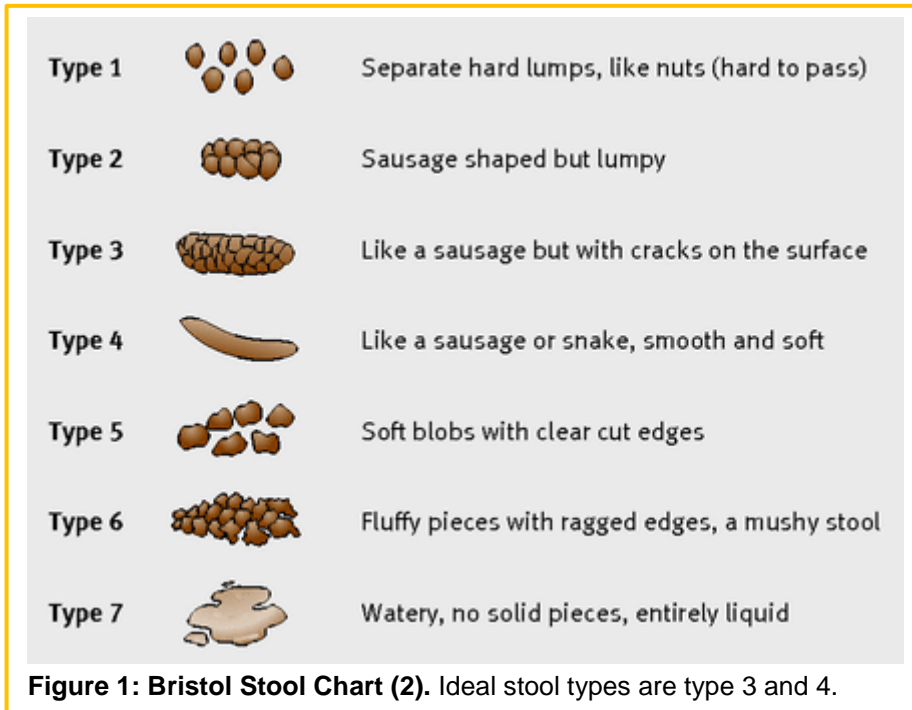 Type 1 Separate hard lumps, like nuts (hard to pass)
Type 2 Sausage shaped but lumpy
Type 3 Like a sausage but with cracks on the surface
Type 4 Like a sausage or snake, smooth and soft
Type 5 Soft blobs with clear cut edges
Type 6 Fluffy pieces with ragged edges, a mushy stool
Type 7 Watery, no solid pieces, entirely liquid
Figure 1: Bristol Stool Chart (2). Ideal stool types are type 3 and 4.